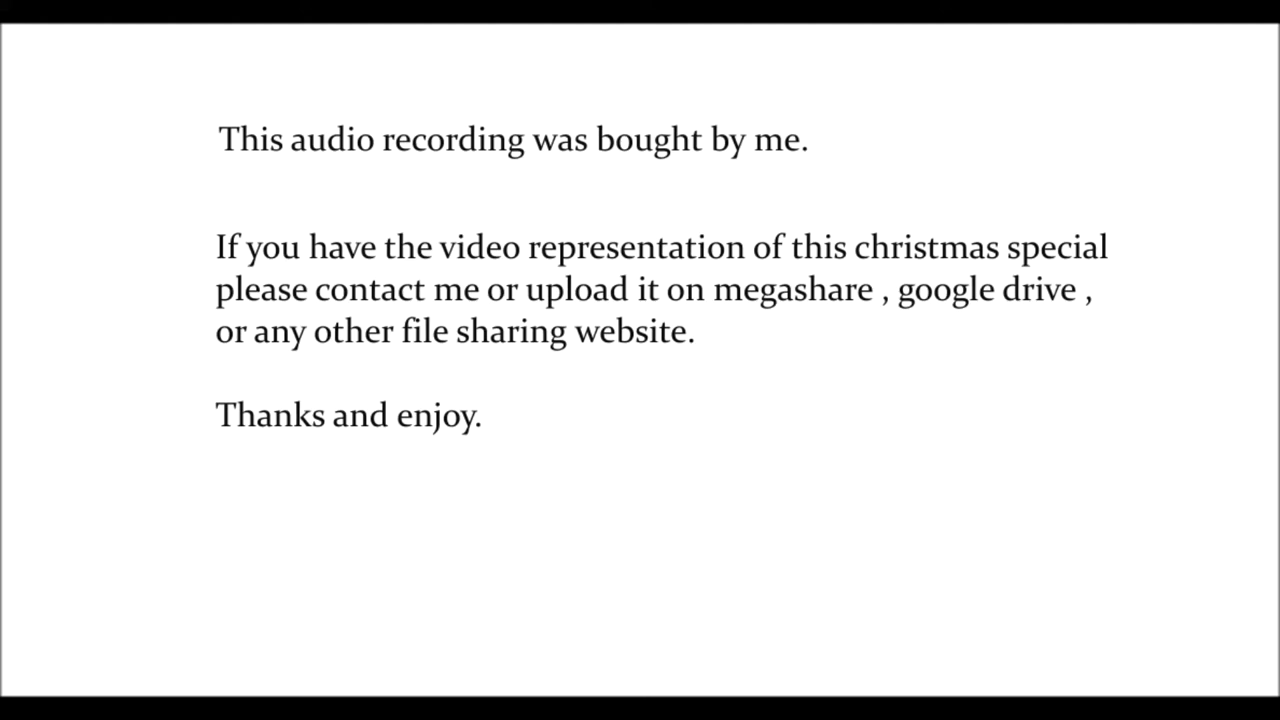 This audio recording was bought by me.
If you have the video representation of this christmas special
please contact me or upload it on megashare , google drive ,
or any other file sharing website.
Thanks and enjoy.